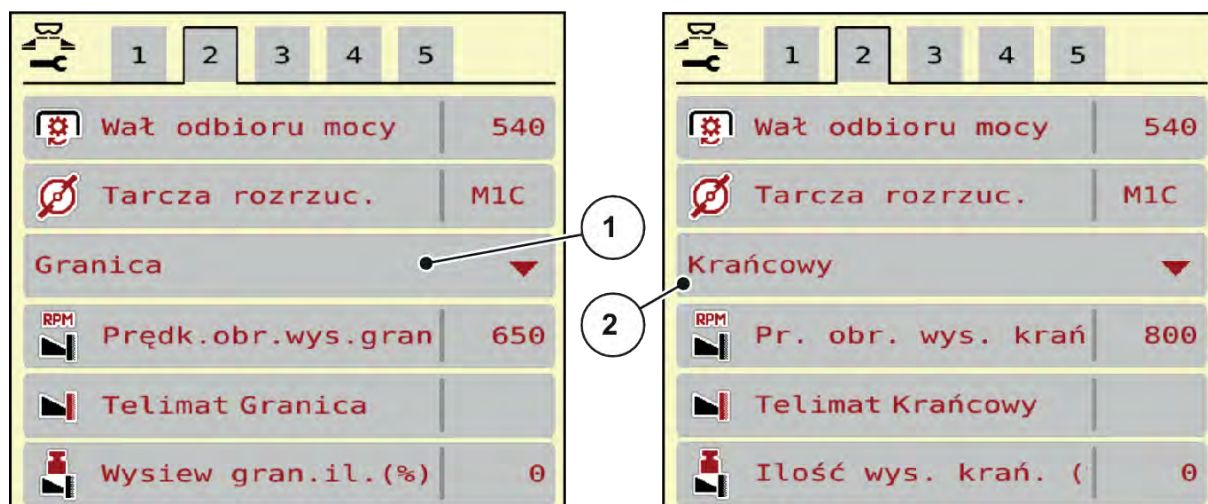 1 2 3 4 5
Wał odbioru mocy 540
Tarcza rozrzuc. M1C
Granica
RPM
Prędk.obr.wys.gran 650
Telimat Granica
Wysiew gran.il.(%) 0
1
2
1 2 3 4 5
Wał odbioru mocy 540
Tarcza rozrzuc. M1C
Krańcowy
RPM
Pr. obr. wys. krań 800
Telimat Krańcowy
Ilość wys. krań. ( 0